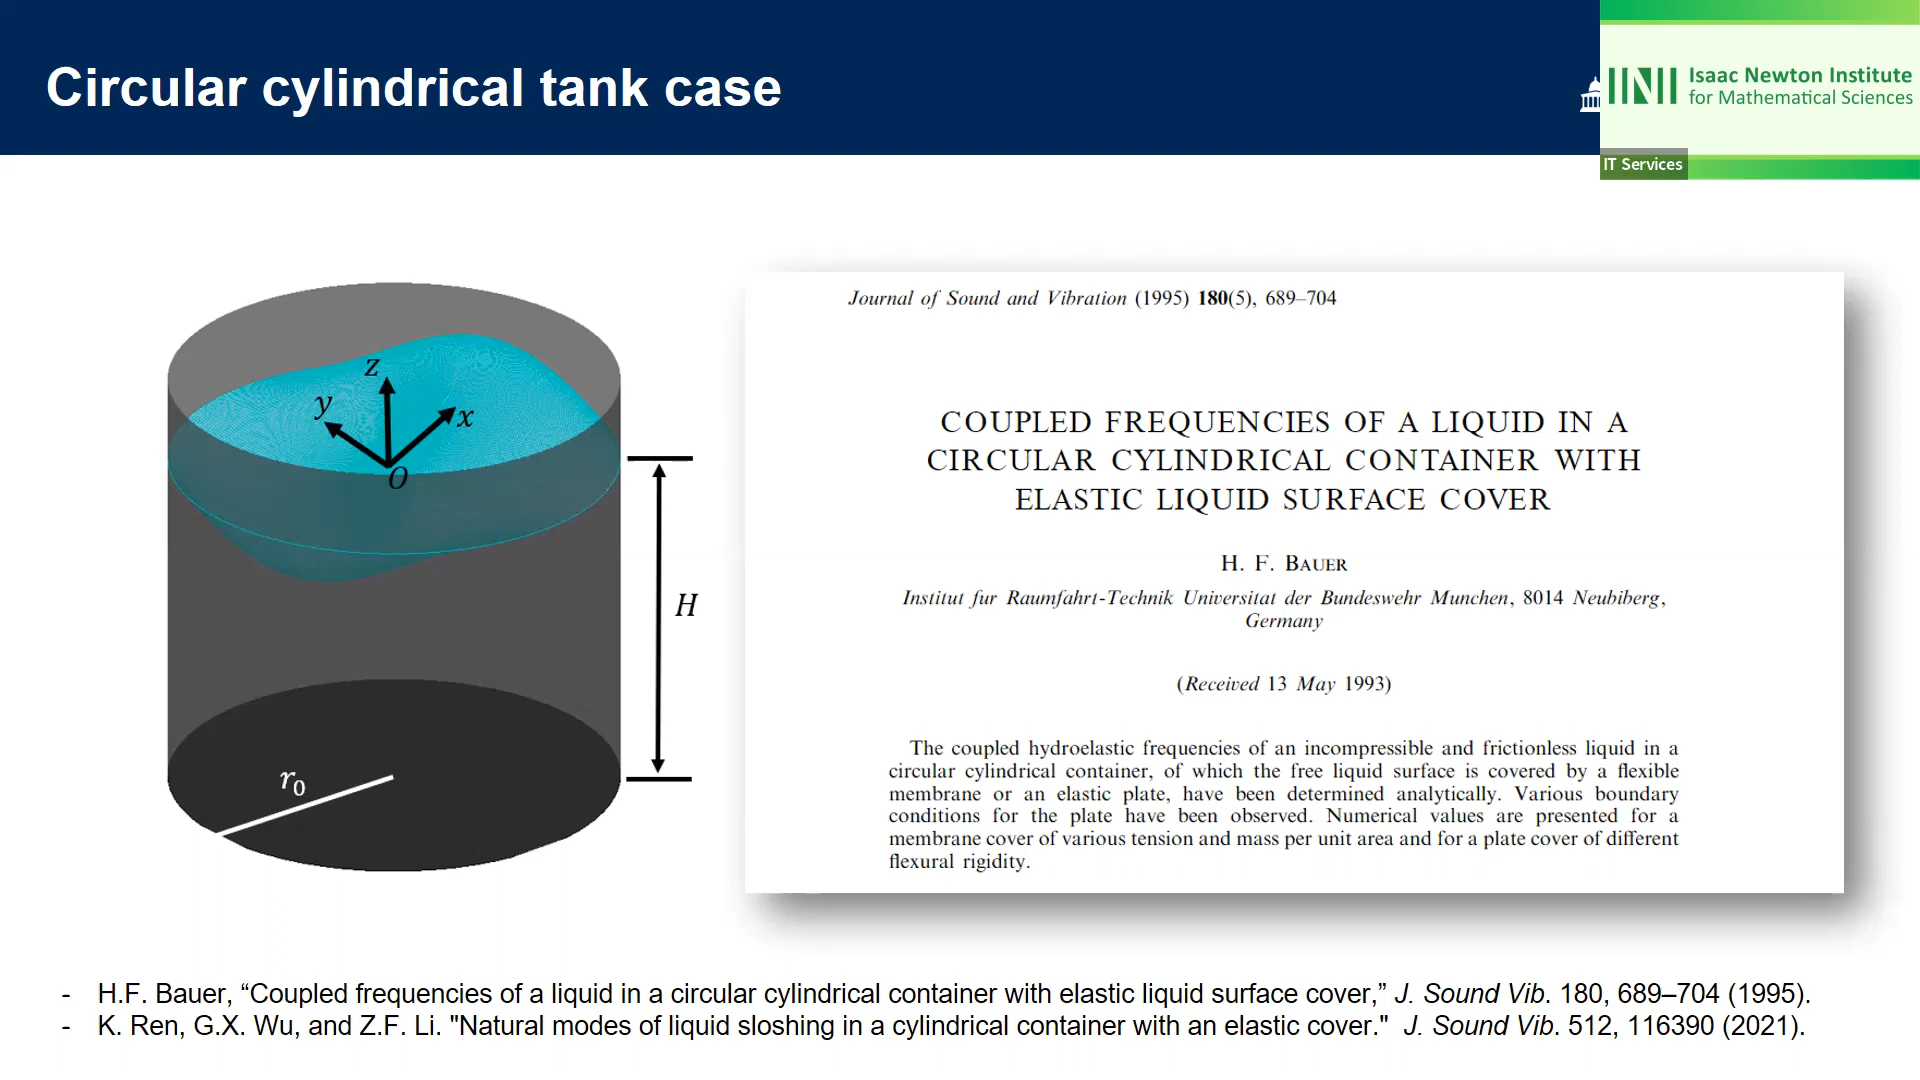 Circular cylindrical tank case
Isaac Newton Institute
for Mathematical Sciences
IT Services
z
y
x
O
H
r0
Journal of Sound and Vibration (1995) 180(5), 689–704
COUPLED FREQUENCIES OF A LIQUID IN A
CIRCULAR CYLINDRICAL CONTAINER WITH
ELASTIC LIQUID SURFACE COVER
H. F. Bauer
Institut fur Raumfahrt-Technik Universitat der Bundeswehr Munchen, 8014 Neubiberg,
Germany
(Received 13 May 1993)
The coupled hydroelastic frequencies of an incompressible and frictionless liquid in a
circular cylindrical container, of which the free liquid surface is covered by a flexible
membrane or an elastic plate, have been determined analytically. Various boundary
conditions for the plate have been observed. Numerical values are presented for a
membrane cover of various tension and mass per unit area and for a plate cover of different
flexural rigidity.
- H.F. Bauer, “Coupled frequencies of a liquid in a circular cylindrical container with elastic liquid surface cover,” J. Sound Vib. 180, 689–704 (1995).
- K. Ren, G.X. Wu, and Z.F. Li. "Natural modes of liquid sloshing in a cylindrical container with an elastic cover." J. Sound Vib. 512, 116390 (2021).